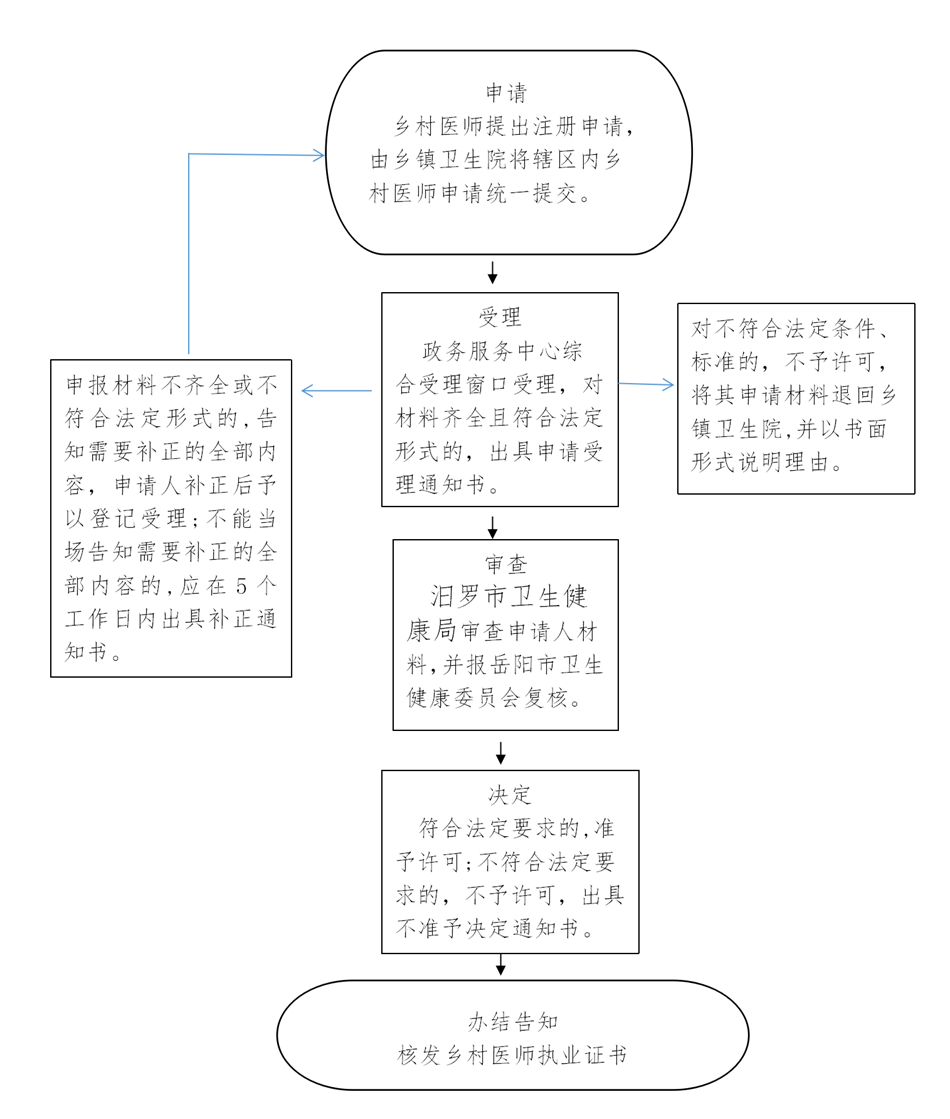 申请
乡村医师提出注册申请，
由乡镇卫生院将辖区内乡
村医师申请统一提交。
受理
政务服务中心综
合受理窗口受理，对
材料齐全且符合法定
形式的，出具申请受
理通知书。
对不符合法定条件、
标准的，不予许可，
将其申请材料退回乡
镇卫生院,并以书面
形式说明理由。
申报材料不齐全或不
符合法定形式的,告
知需要补正的全部内
容，申请人补正后予
以登记受理;不能当
场告知需要补正的全
部内容的,应在 5 个
工作日内出具补正通
知书。
审查
汨罗市卫生健
康局审查申请人材
料,并报岳阳市卫生
健康委员会复核。
决定
符合法定要求的,准
予许可;不符合法定要
求的，不予许可，出具
不准予决定通知书。
办结告知
核发乡村医师执业证书